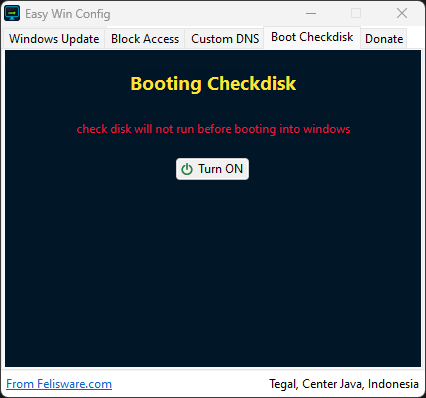 Easy Win Config
Windows Update Block Access Custom DNS Boot Checkdisk Donate
Booting Checkdisk
check disk will not run before booting into windows
Turn ON
From Felisware.com Tegal, Center Java, Indonesia